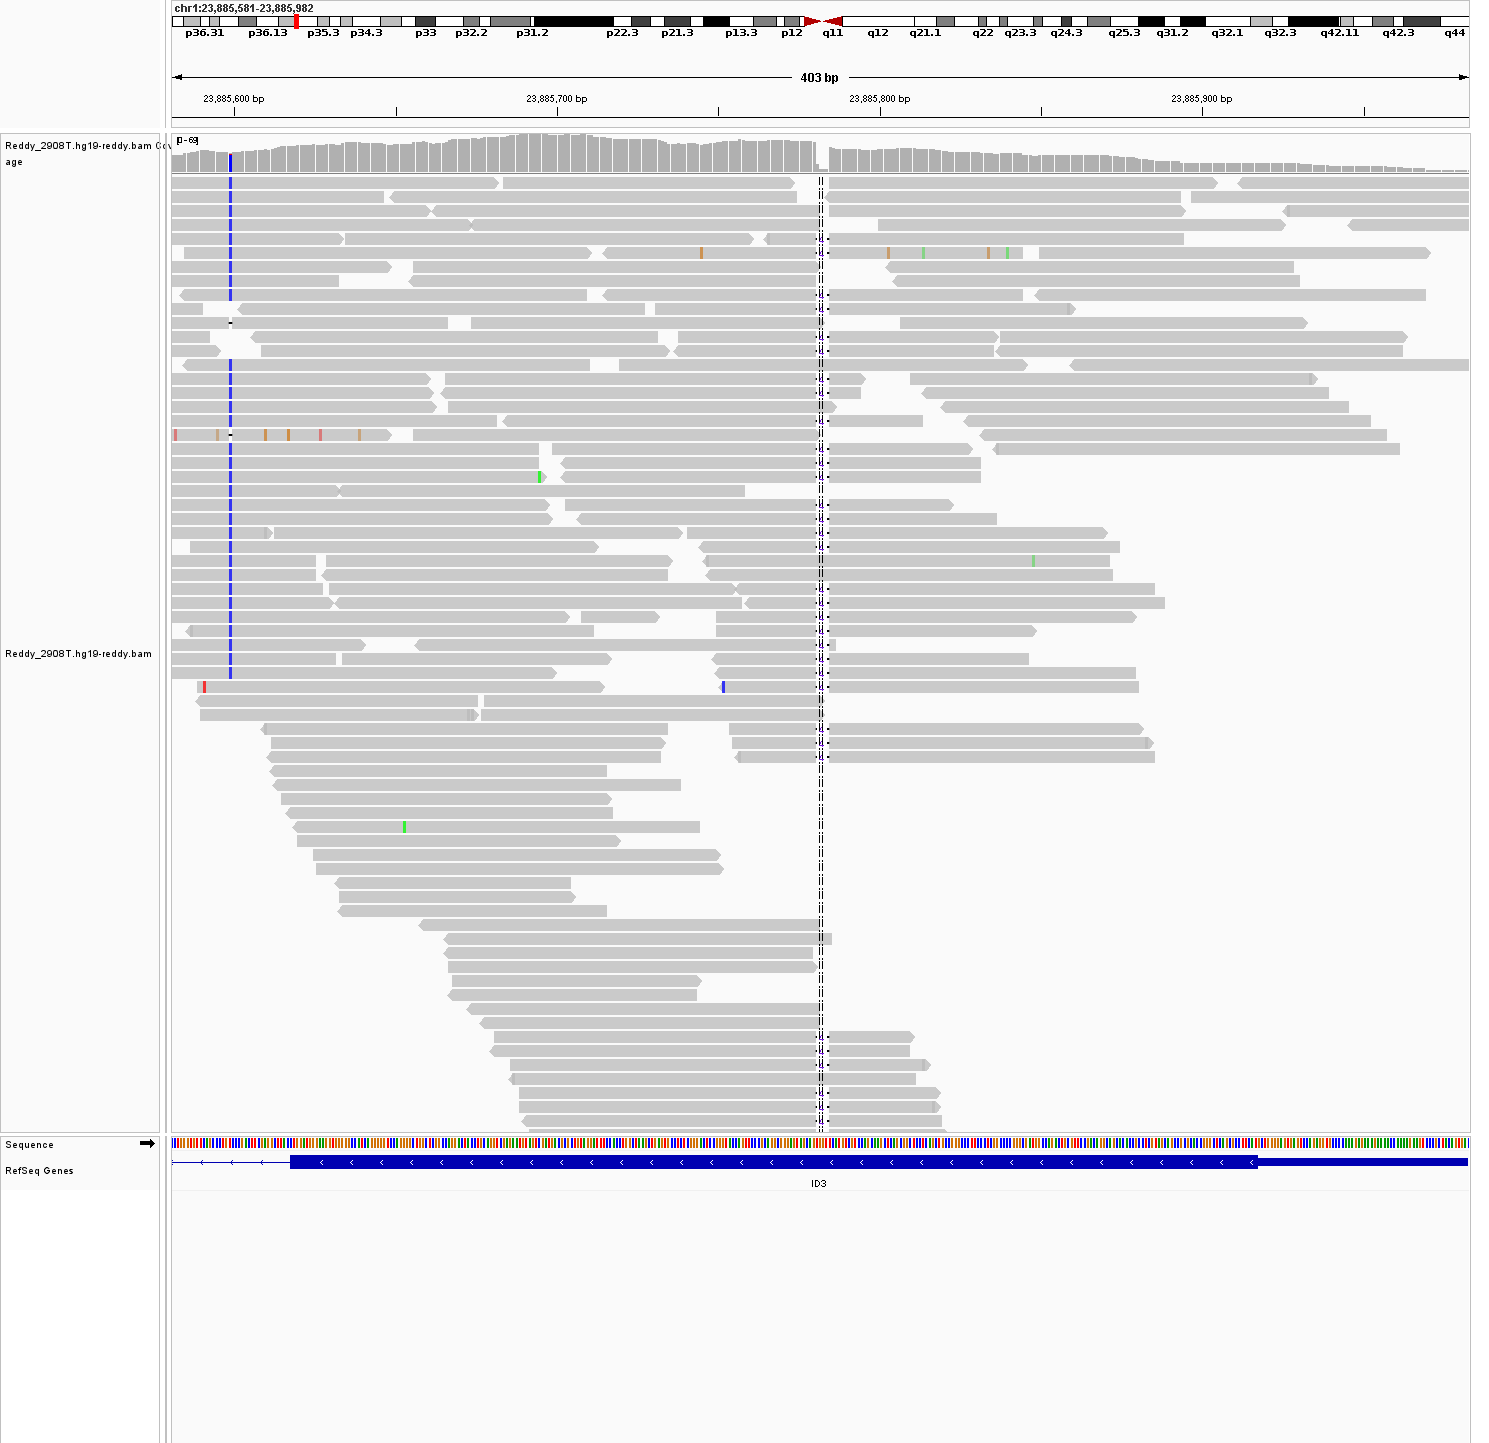 chr1:23,885,581-23,885,982
p36.31 p36.13 p35.3 p34.3 p33 p32.2 p31.2 p22.3 p21.3 p13.3 p12 q11 q12 q21.1 q22 q23.3 q24.3 q25.3 q31.2 q32.1 q32.3 q42.11 q42.3 q44
403 bp
23,885,600 bp 23,885,700 bp 23,885,800 bp 23,885,900 bp
[0-69]
Reddy_2908T.hg19-reddy.bam Cov
age
Reddy_2908T.hg19-reddy.bam
Sequence
RefSeq Genes
ID3